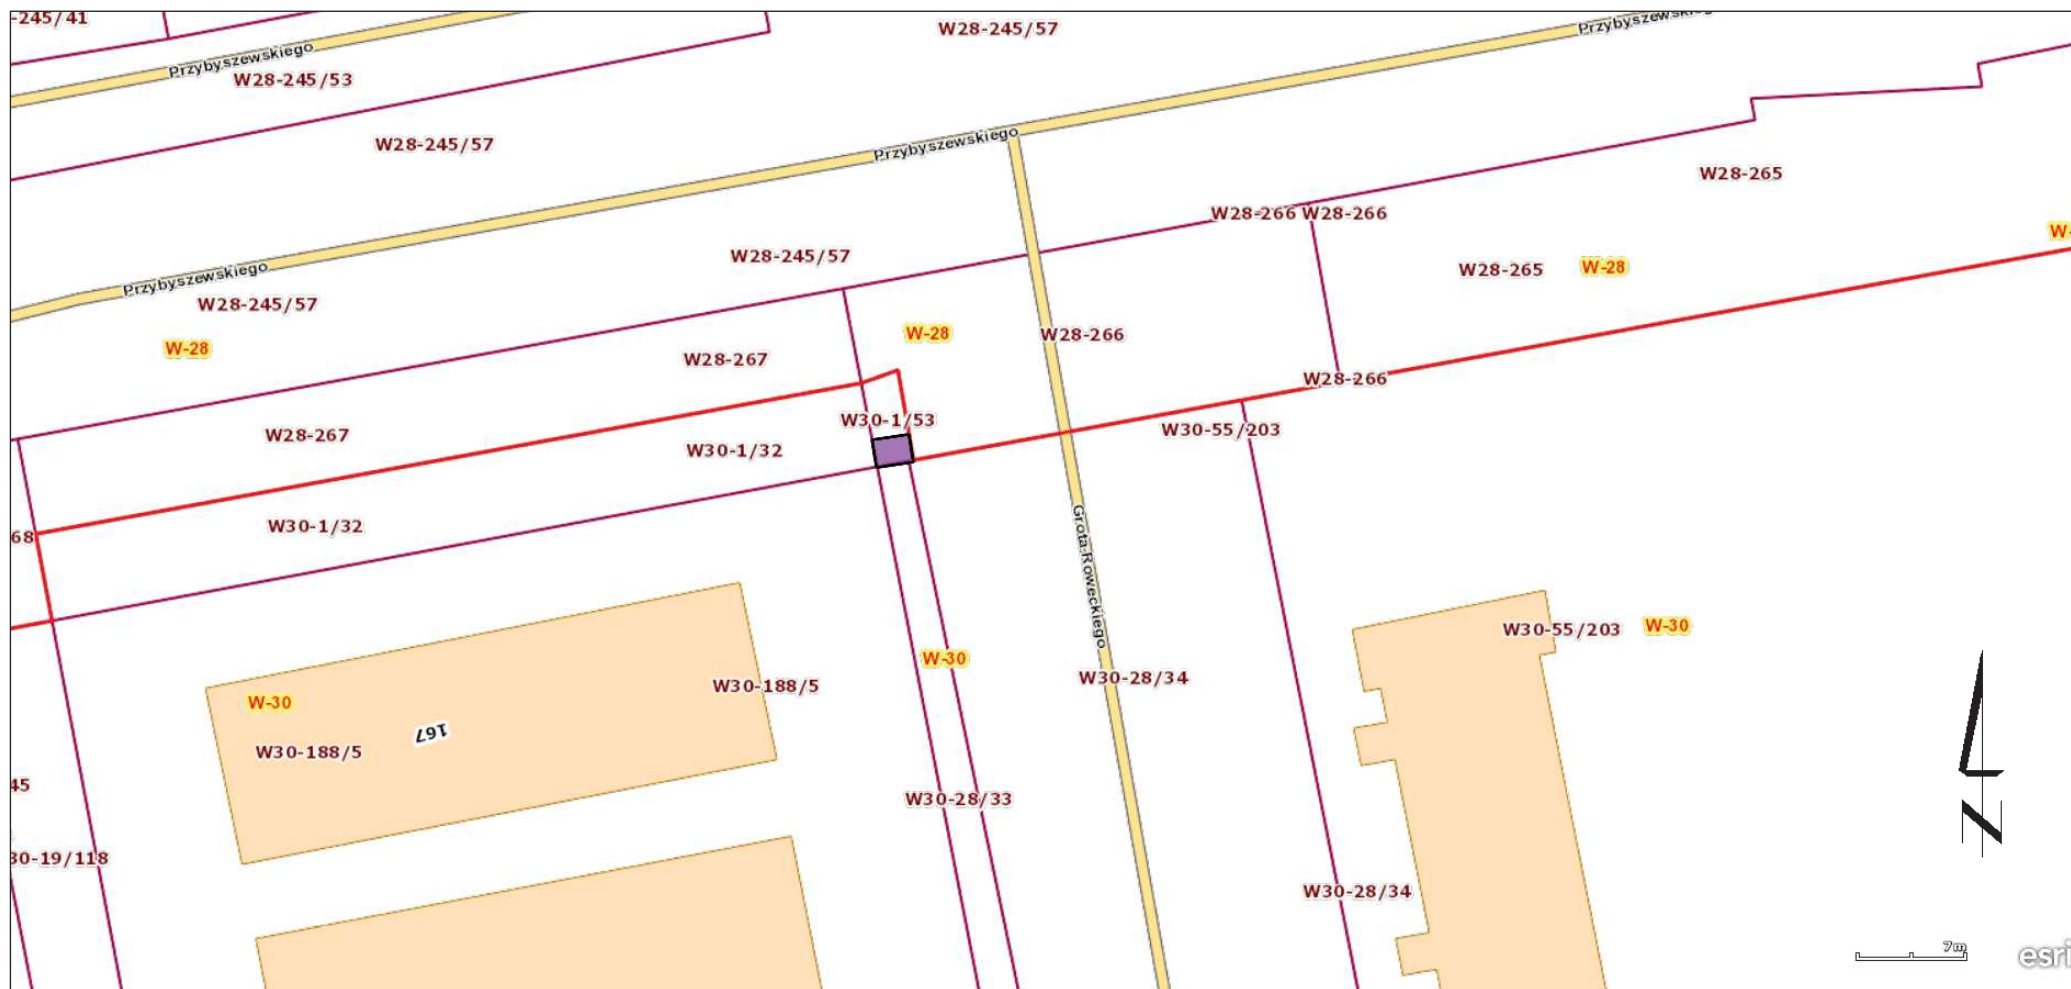 -245/41
W28-245/57
Przybyszewskiego
Przybyszewskieg
W28-245/53
W28-245/57
Przybyszewskiego
W28-265
W28-266 W28-266
W28-245/57
W-
Przybyszewskiego
W28-265
W-28
W28-245/57
W-28
W-28
W28-266
W28-267
W28-266
W30-1/53
W30-55/203
W28-267
W30-1/32
W30-1/32
68
Grota-Roweckiego
W30-55/203
W-30
W-30
W30-28/34
W30-188/5
W-30
167
W30-188/5
45
W30-28/33
N
30-19/118
W30-28/34
7m
esri